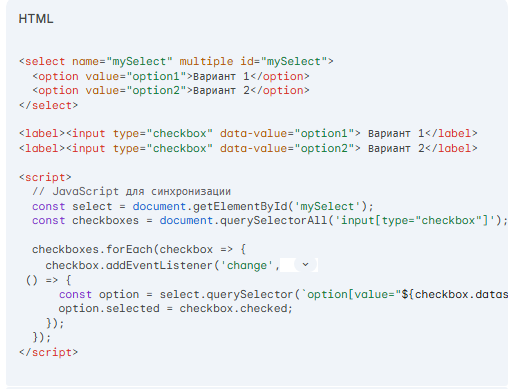 HTML
<select name="mySelect" multiple id="mySelect">
<option value="option1">Вариант 1</option>
<option value="option2">Вариант 2</option>
</select>
<label><input type="checkbox" data-value="option1"> Вариант 1</label>
<label><input type="checkbox" data-value="option2"> Вариант 2</label>
<script>
// JavaScript для синхронизации
const select = document.getElementById('mySelect');
const checkboxes = document.querySelectorAll('input[type="checkbox"]');
checkboxes.forEach(checkbox => {
checkbox.addEventListener('change',
() => {
const option = select.querySelector(`option[value="${checkbox.datas
option.selected = checkbox.checked;
});
});
</script>